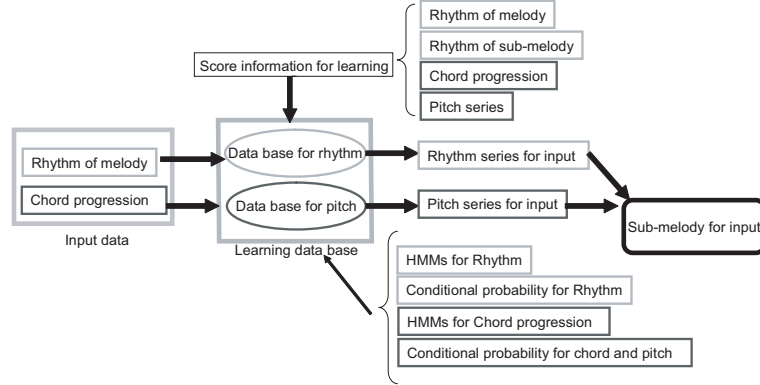 Rhythm of melody
Rhythm of sub-melody
Score information for learning
Chord progression
Pitch series
Rhythm of melody
Data base for rhythm
Rhythm series for input
Chord progression
Data base for pitch
Pitch series for input
Sub-melody for input
Input data
Learning data base
HMMs for Rhythm
Conditional probability for Rhythm
HMMs for Chord progression
Conditional probability for chord and pitch